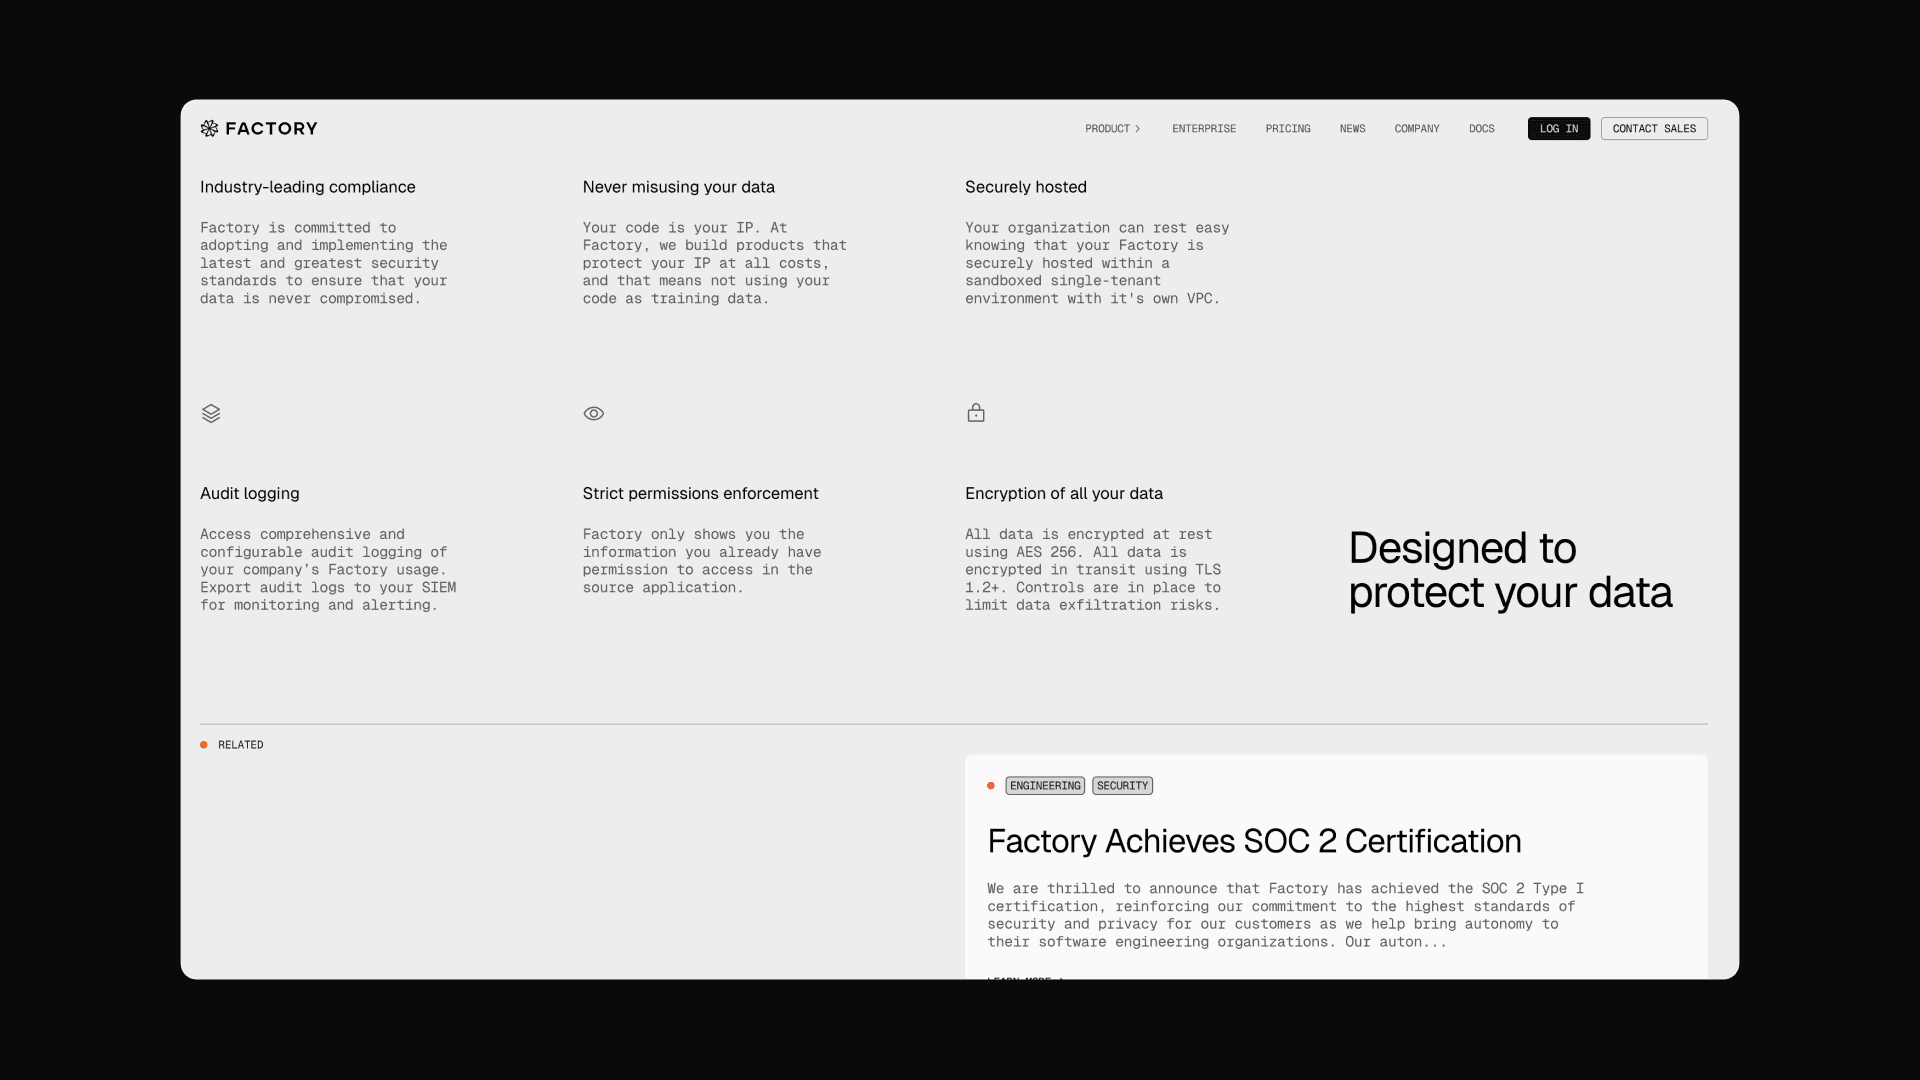 FACTORY
PRODUCT
ENTERPRISE
PRICING
NEWS
COMPANY
DOCS
LOG IN
CONTACT SALES
Industry-leading compliance
Factory is committed to
adopting and implementing the
latest and greatest security
standards to ensure that your
data is never compromised.
Never misusing your data
Your code is your IP. At
Factory, we build products that
protect your IP at all costs,
and that means not using your
code as training data.
Securely hosted
Your organization can rest easy
knowing that your Factory is
securely hosted within a
sandboxed single-tenant
environment with it's own VPC.
Audit logging
Access comprehensive and
configurable audit logging of
your company’s Factory usage.
Export audit logs to your SIEM
for monitoring and alerting.
Strict permissions enforcement
Factory only shows you the
information you already have
permission to access in the
source application.
Encryption of all your data
All data is encrypted at rest
using AES 256. All data is
encrypted in transit using TLS
1.2+. Controls are in place to
limit data exfiltration risks.
Designed to
protect your data
RELATED
ENGINEERING
SECURITY
Factory Achieves SOC 2 Certification
We are thrilled to announce that Factory has achieved the SOC 2 Type I
certification, reinforcing our commitment to the highest standards of
security and privacy for our customers as we help bring autonomy to
their software engineering organizations. Our auton...